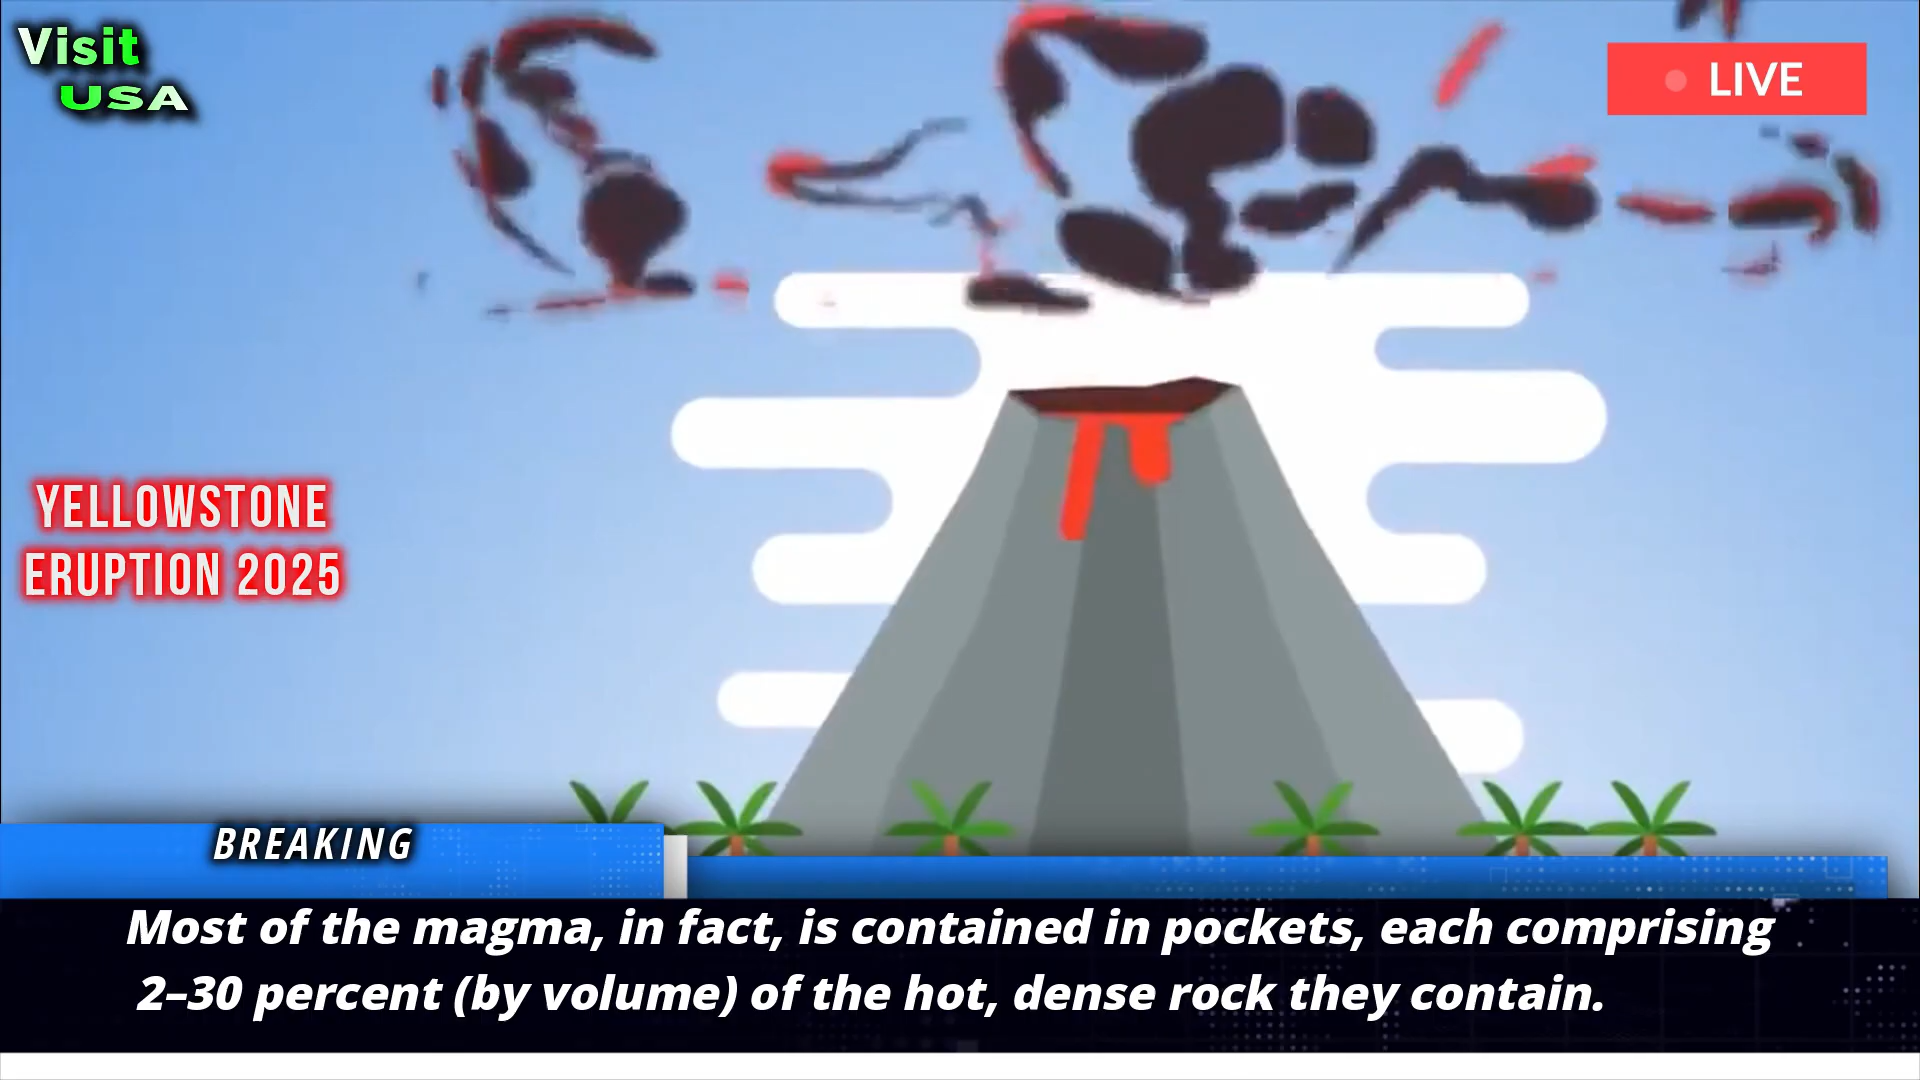 Visit
USA
LIVE
YELLOWSTONE
ERUPTION 2025
BREAKING
Most of the magma, in fact, is contained in pockets, each comprising
2–30 percent (by volume) of the hot, dense rock they contain.